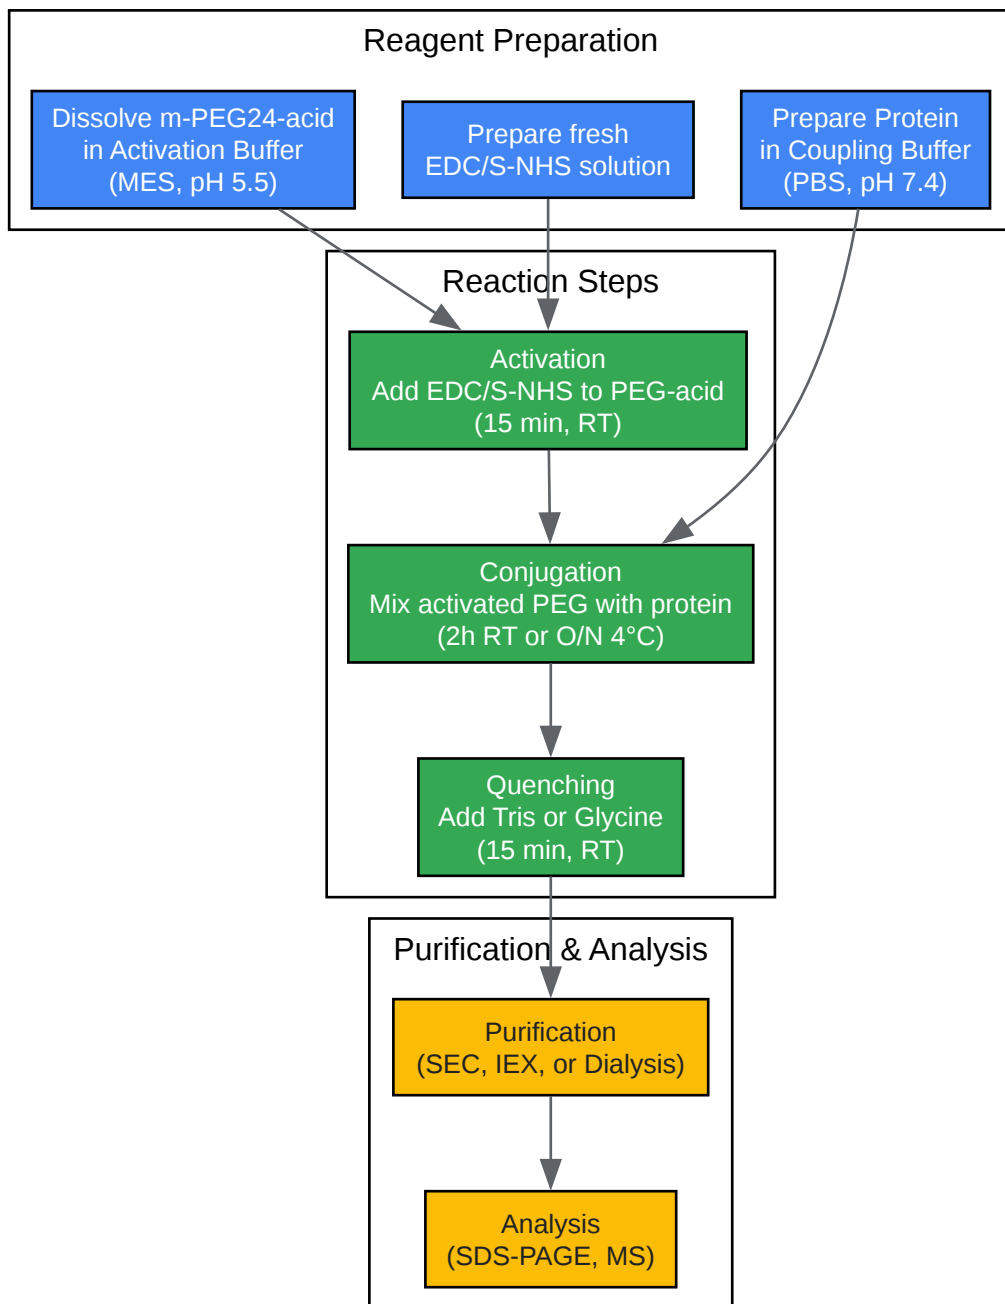 Reagent Preparation
Dissolve m-PEG24-acid
in Activation Buffer
(MES, pH 5.5)
Prepare fresh
EDC/S-NHS solution
Prepare Protein
in Coupling Buffer
(PBS, pH 7.4)
Reaction Steps
Activation
Add EDC/S-NHS to PEG-acid
(15 min, RT)
Conjugation
Mix activated PEG with protein
(2h RT or O/N 4°C)
Quenching
Add Tris or Glycine
(15 min, RT)
Purification & Analysis
Purification
(SEC, IEX, or Dialysis)
Analysis
(SDS-PAGE, MS)